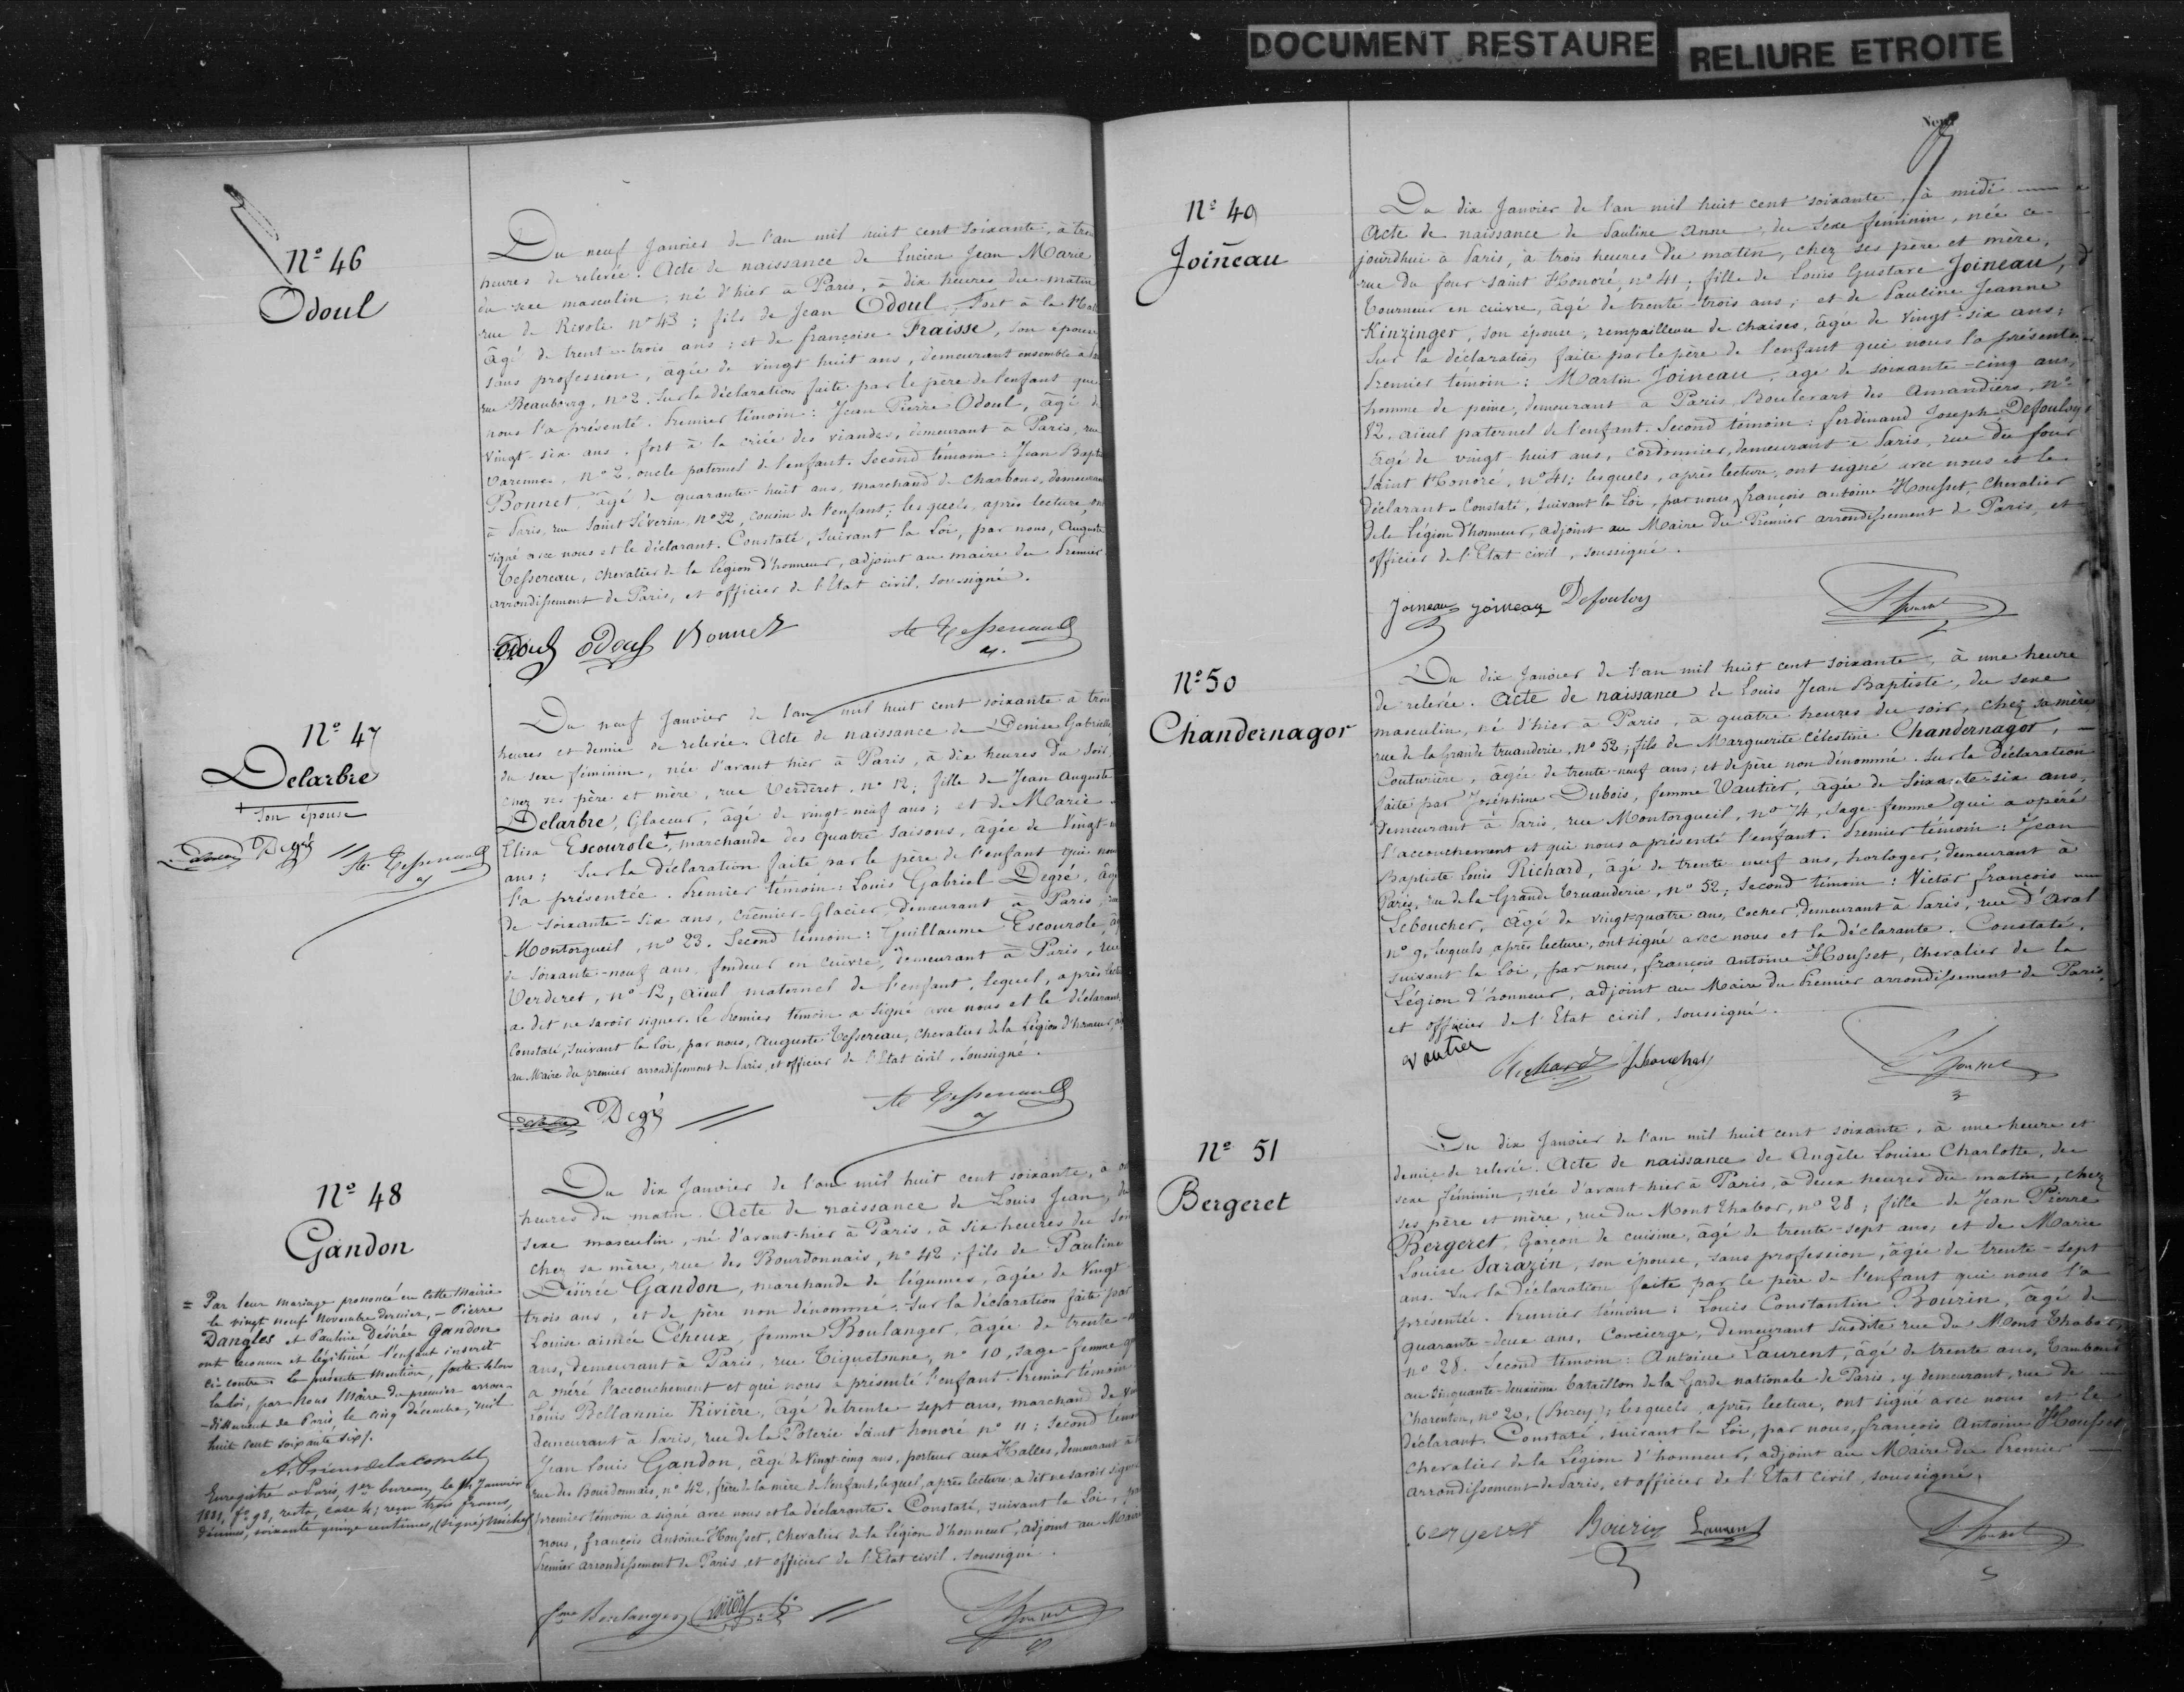 DOCUMENT RESTAURE
RELIURE ETROITE
Nº 46
Odoul
Du neuf Janvier de l'an mil huit cent soixante, à
heures de relevée. Acte de naissance de Lucien Jean Marie
du sexe masculin ; né d'hier à Paris, à dix heures du matin
rue de Rivoli nº 43 ; fils de Jean Odoul, fort à la
âgé de trente-trois ans ; et de françoise Fraisse, son épouse
sans profession, âgée de vingt huit ans, demeurant ensemble à
rue Beaubourg, nº 2. Sur la déclaration faite par le père de l'enfant qui
nous l'a présenté. Premier témoin : Jean Pierre Odoul, âgé de
vingt-six ans, fort à la criée des viandes, demeurant à Paris, rue
Varennes, nº 2, oncle paternel de l'enfant. Second témoin : Jean
Bonnet, âgé de quarante-huit ans, marchand de charbons, demeurant
à Paris, rue Saint Séverin, nº 22, cousin de l'enfant ; lesquels, après lecture, ont
signé avec nous et le déclarant. Constaté, suivant la Loi, par nous, Auguste
Tessereau, chevalier de la légion d'honneur, adjoint au maire du Premier
arrondissement de Paris, et officier de l'Etat civil, soussigné.
Odoul Odoul Bonnet
Nº 47
Delarbre
+ son épouse
Du neuf Janvier de l'an mil huit cent soixante à trois
heures et demie de relevée. Acte de naissance de Denise Gabrielle,
du sexe féminin, née d'avant hier à Paris, à dix heures du soir,
chez ses père et mère, rue Verderet, nº 12 ; fille de Jean Auguste
Delarbre, Glaceur, âgé de vingt-neuf ans ; et de Marie
Elisa Escourole +, marchande des quatre saisons, âgée de vingt-
ans ; Sur la déclaration faite par le père de l'enfant qui nous
l'a présentée. Premier témoin : Louis Gabriel Degré, âgé
de soixante-six ans, crêmier-Glacier, demeurant à Paris, rue
Montorgueil, nº 23. Second témoin : Guillaume Escourole,
de soixante-neuf ans, fondeur en cuivre, demeurant à Paris, rue
Verderet, nº 12, aïeul maternel de l'enfant, lequel, après lecture
a dit ne savoir signer. Le Premier témoin a signé avec nous et le déclarant.
Constaté, suivant la Loi, par nous, Auguste Tessereau, chevalier de la Légion d'honneur,
au Maire du premier arrondissement de Paris, et officier de l'Etat civil, soussigné.
Nº 48
Gandon
= Par leur mariage prononcé en cette Mairie
le vingt neuf Novembre dernier, Pierre
Dangles et Pauline Désirée Gandon
ont reconnu et légitimé l'enfant inscrit
ci-contre. La présente mention, faite selon
la loi, par nous Maire du premier arron-
-dissement de Paris, le cinq décembre, mil
huit cent soixante six.
Enregistré à Paris, 1er bureau, le Janvier
1881, fº 98, recto, case 4 ; reçu trois francs,
décimes, soixante quinze centimes, (signé)
Du dix Janvier de l'an mil huit cent soixante, à
heures du matin. Acte de naissance de Louis Jean, du
sexe masculin, né d'avant-hier à Paris, à six heures du soir
chez sa mère, rue des Bourdonnais, nº 42 ; fils de Pauline
Désirée Gandon, marchande de légumes, âgée de vingt-
trois ans, et de père non dénommé. Sur la déclaration faite par
Louise aimée Céheux, femme Boulanger, âgée de trente-
ans, demeurant à Paris, rue Tiquetonne, nº 10, sage-femme qui
a opéré l'accouchement et qui nous a présenté l'enfant. Premier témoin :
Louis Rivière, âgé de trente-sept ans, marchand de
demeurant à Paris, rue de la Poterie saint honoré nº 11 ; second témoin
Jean Louis Gandon, âgé de vingt cinq ans, porteur aux Halles, demeurant à
rue des Bourdonnais, nº 42, frère de la mère de l'enfant, lequel, après lecture a dit ne savoir signer
premier témoin a signé avec nous et la déclarante. Constaté, suivant la Loi, par
nous, françois Antoine Housset, chevalier de la légion d'honneur, adjoint au Maire
Premier arrondissement de Paris, et officier de l'Etat civil, soussigné.
fme Boulanger
Neuf
9
Nº 49
Joineau
Du dix Janvier de l'an mil huit cent soixante, à midi
Acte de naissance de Pauline Anne, du sexe féminin, née ce
jourdhui à Paris, à trois heures du matin, chez ses père et mère,
rue du four Saint Honoré, nº 41 ; fille de Louis Gustave Joineau,
Tourneur en cuivre, âgé de trente-trois ans ; et de Pauline Jeanne
Kinzinger, son épouse, rempailleuse de chaises, âgée de vingt-six ans ;
Sur la déclaration faite par le père de l'enfant qui nous l'a présentée
Premier témoin : Martin Joineau, âgé de soixante-cinq ans,
homme de peine, demeurant à Paris, Boulevart des Amandiers, nº
82, aïeul paternel de l'enfant. Second témoin : ferdinand Joseph Defouloy,
âgé de vingt huit ans, cordonnier, demeurant à Paris, rue du four
Saint Honoré, nº 41 ; lesquels, après lecture, ont signé avec nous et le
déclarant. Constaté, suivant la Loi, par nous, françois antoine Housset, chevalier
de la Légion d'honneur, adjoint au Maire du Premier arrondissement de Paris, et
officier de l'Etat civil, soussigné.
Joineau joineau Defouloy
Nº 50
Chandernagor
Du dix Janvier de l'an mil huit cent soixante, à une heure
de relevée. Acte de naissance de Louis Jean Baptiste, du sexe
masculin, né d'hier à Paris, à quatre heures du soir, chez sa mère
rue de la Grande truanderie, nº 52 ; fils de Marguerite Célestine Chandernagor,
Couturière, âgée de trente-neuf ans ; et de père non dénommé. Sur la déclaration
faite par Joséphine Dubois, femme Vautier, âgée de soixante-six ans,
demeurant à Paris, rue Montorgueil, nº 74, sage-femme qui a opéré
l'accouchement et qui nous a présenté l'enfant. Premier témoin : Jean
Baptiste Louis Richard, âgé de trente neuf ans, horloger, demeurant à
Paris, rue de la Grande Truanderie, nº 52 ; second témoin : Victor françois
Leboucher, âgé de vingt-quatre ans, cocher, demeurant à Paris, rue d'Aval
nº 9, lesquels, après lecture, ont signé avec nous et la déclarante. Constaté,
suivant la Loi, par nous, françois antoine Housset, chevalier de la
Légion d'honneur, adjoint au Maire du Premier arrondissement de Paris,
et officier de l'Etat civil, soussigné.
Vautier
Richard Leboucher
Nº 51
Bergeret
Du dix Janvier de l'an mil huit cent soixante, à une heure et
demie de relevée. Acte de naissance de Angèle Louise Charlotte, du
sexe féminin, née d'avant-hier à Paris, à deux heures du matin, chez
ses père et mère, rue du Mont Thabor, nº 28 ; fille de Jean Pierre
Bergeret, Garçon de cuisine, âgé de trente-sept ans, et de Marie
Louise Sarazin, son épouse, sans profession, âgée de trente-sept
ans. Sur la déclaration faite par le père de l'enfant qui nous l'a
présentée. Premier témoin : Louis Constantin Bourin, âgé de
quarante-deux ans, concierge, demeurant susdite rue du Mont Thabor,
nº 28. Second témoin : Antoine Laurent, âgé de trente ans, Tambour
au cinquante-deuxième bataillon de la Garde nationale de Paris, y demeurant, rue de
Charenton, nº 20, (Bercy) ; lesquels, après lecture, ont signé avec nous et le
déclarant. Constaté, suivant la Loi, par nous, françois Antoine Housset,
chevalier de la Légion d'honneur, adjoint au Maire du Premier
arrondissement de Paris, et officier de l'Etat civil, soussigné.
bergeret Bourin Laurent